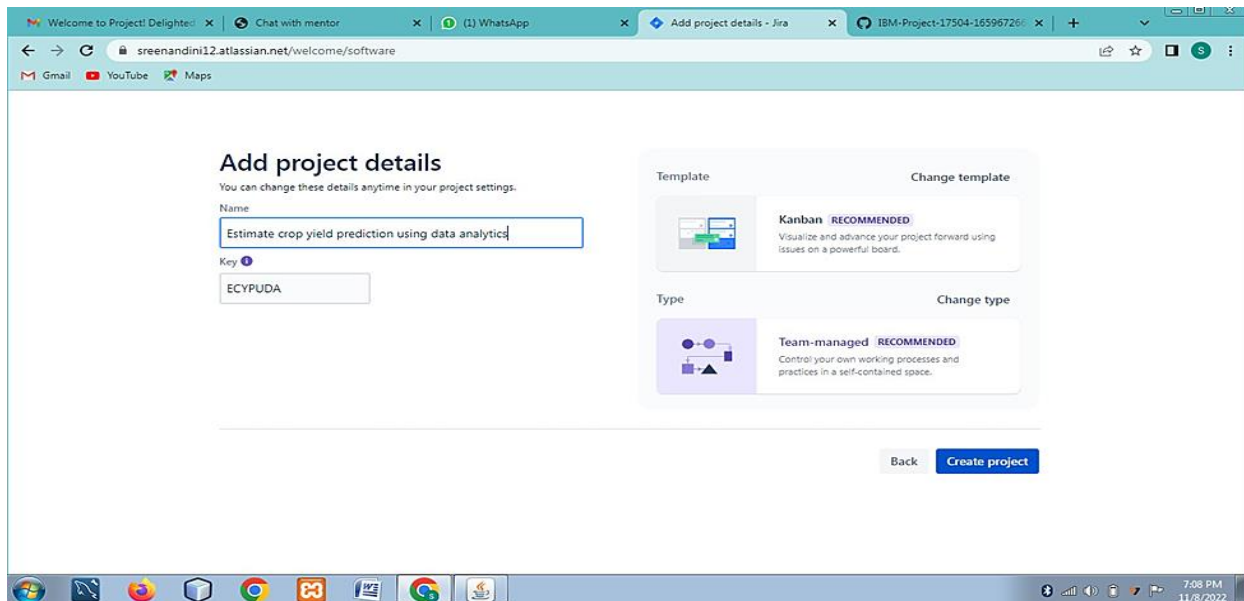 Welcome to Project! Delighted
Chat with mentor
(1) WhatsApp
Add project details - Jira
IBM-Project-17504-165967266
sreenandini12.atlassian.net/welcome/software
S
Gmail
YouTube
Maps
Add project details
You can change these details anytime in your project settings.
Name
Estimate crop yield prediction using data analytics
Key
ECYPUDA
Template
Change template
Kanban RECOMMENDED
Visualize and advance your project forward using
issues on a powerful board.
Type
Change type
Team-managed RECOMMENDED
Control your own working processes and
practices in a self-contained space.
Back
Create project
7:08 PM
11/8/2022